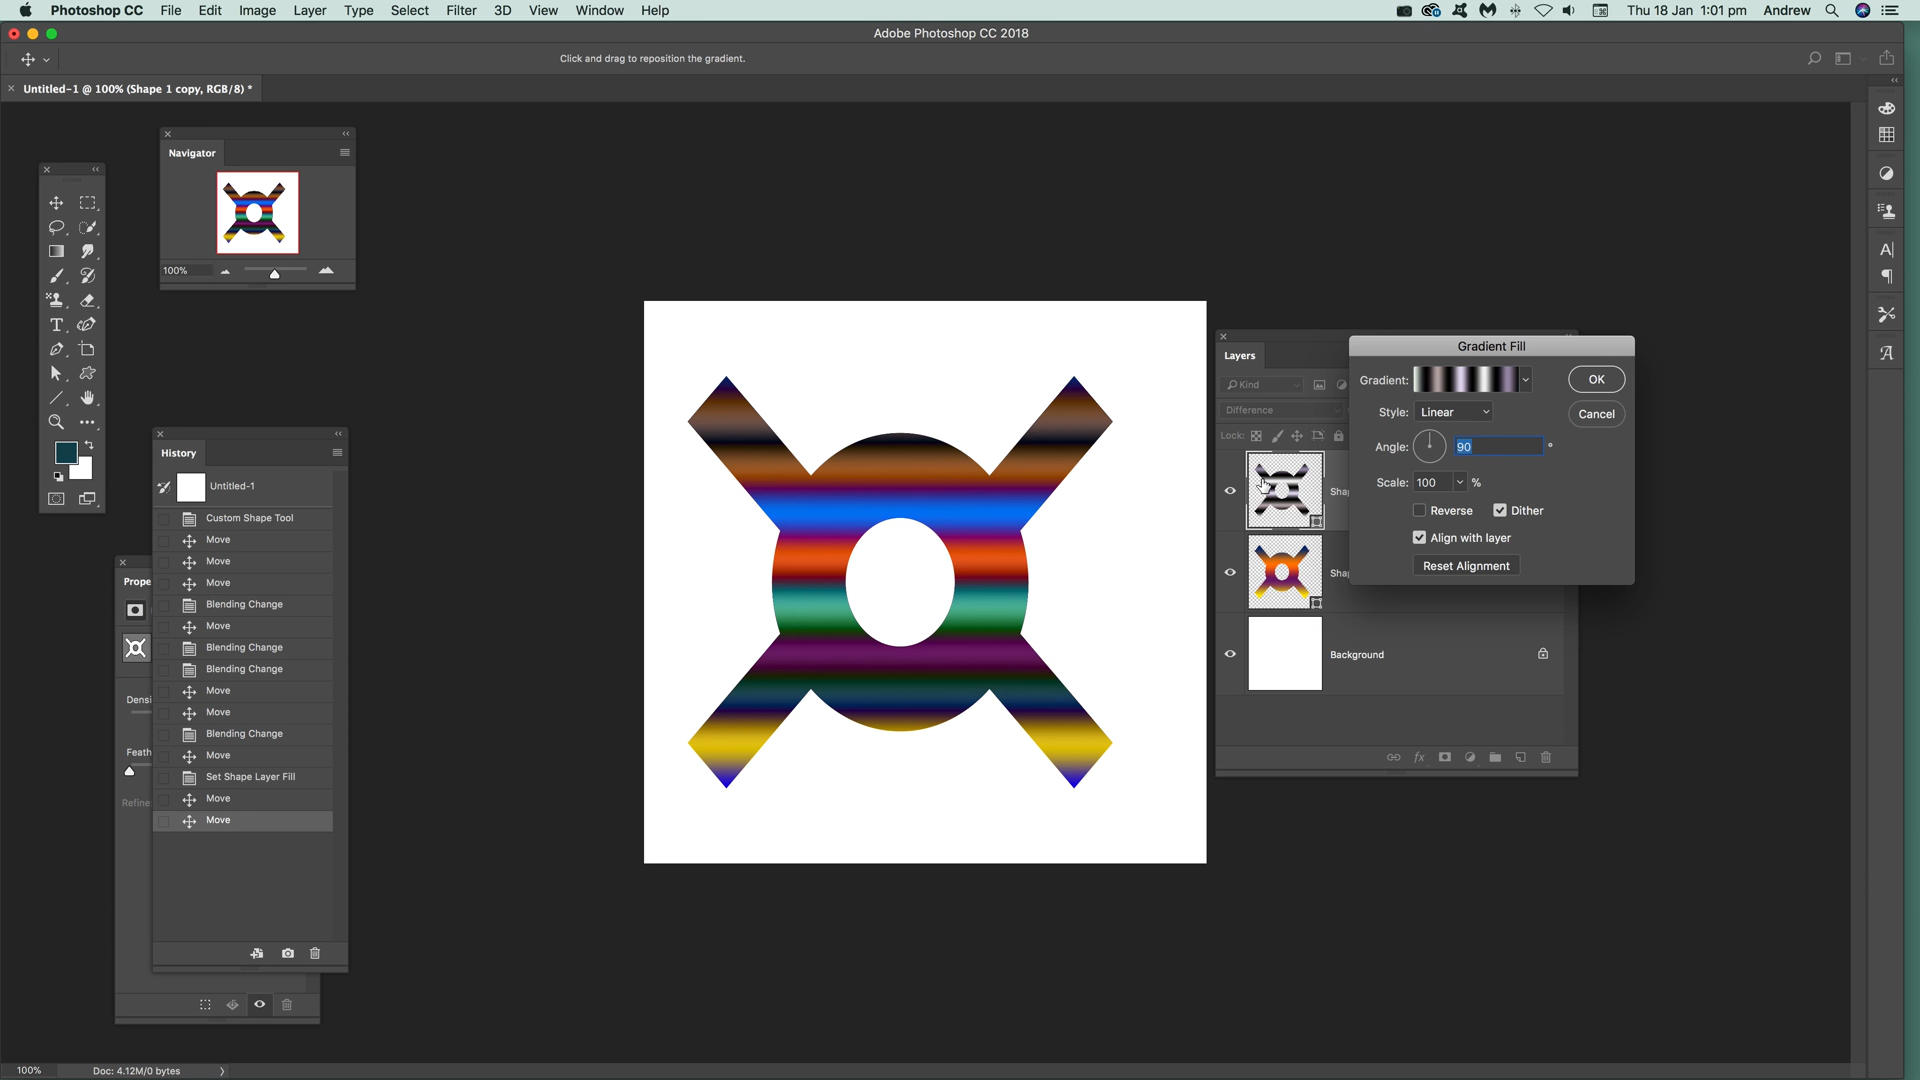 Photoshop CC File Edit Image Layer Type Select Filter 3D View Window Help Thu 18 Jan 1:01 pm Andrew
Adobe Photoshop CC 2018
Click and drag to reposition the gradient.
Untitled-1 @ 100% (Shape 1 copy, RGB/8) *
Navigator
100%
History
Untitled-1
Custom Shape Tool
Move
Move
Move
Blending Change
Move
Blending Change
Blending Change
Move
Move
Blending Change
Move
Set Shape Layer Fill
Move
Move
Prope
Densi
Feath
Refine
Layers
Kind
Difference
Lock:
Shap
Shap
Background
Gradient Fill
Gradient:
OK
Style: Linear
Cancel
Angle: 90 °
Scale: 100 %
Reverse Dither
Align with layer
Reset Alignment
100% Doc: 4.12M/0 bytes